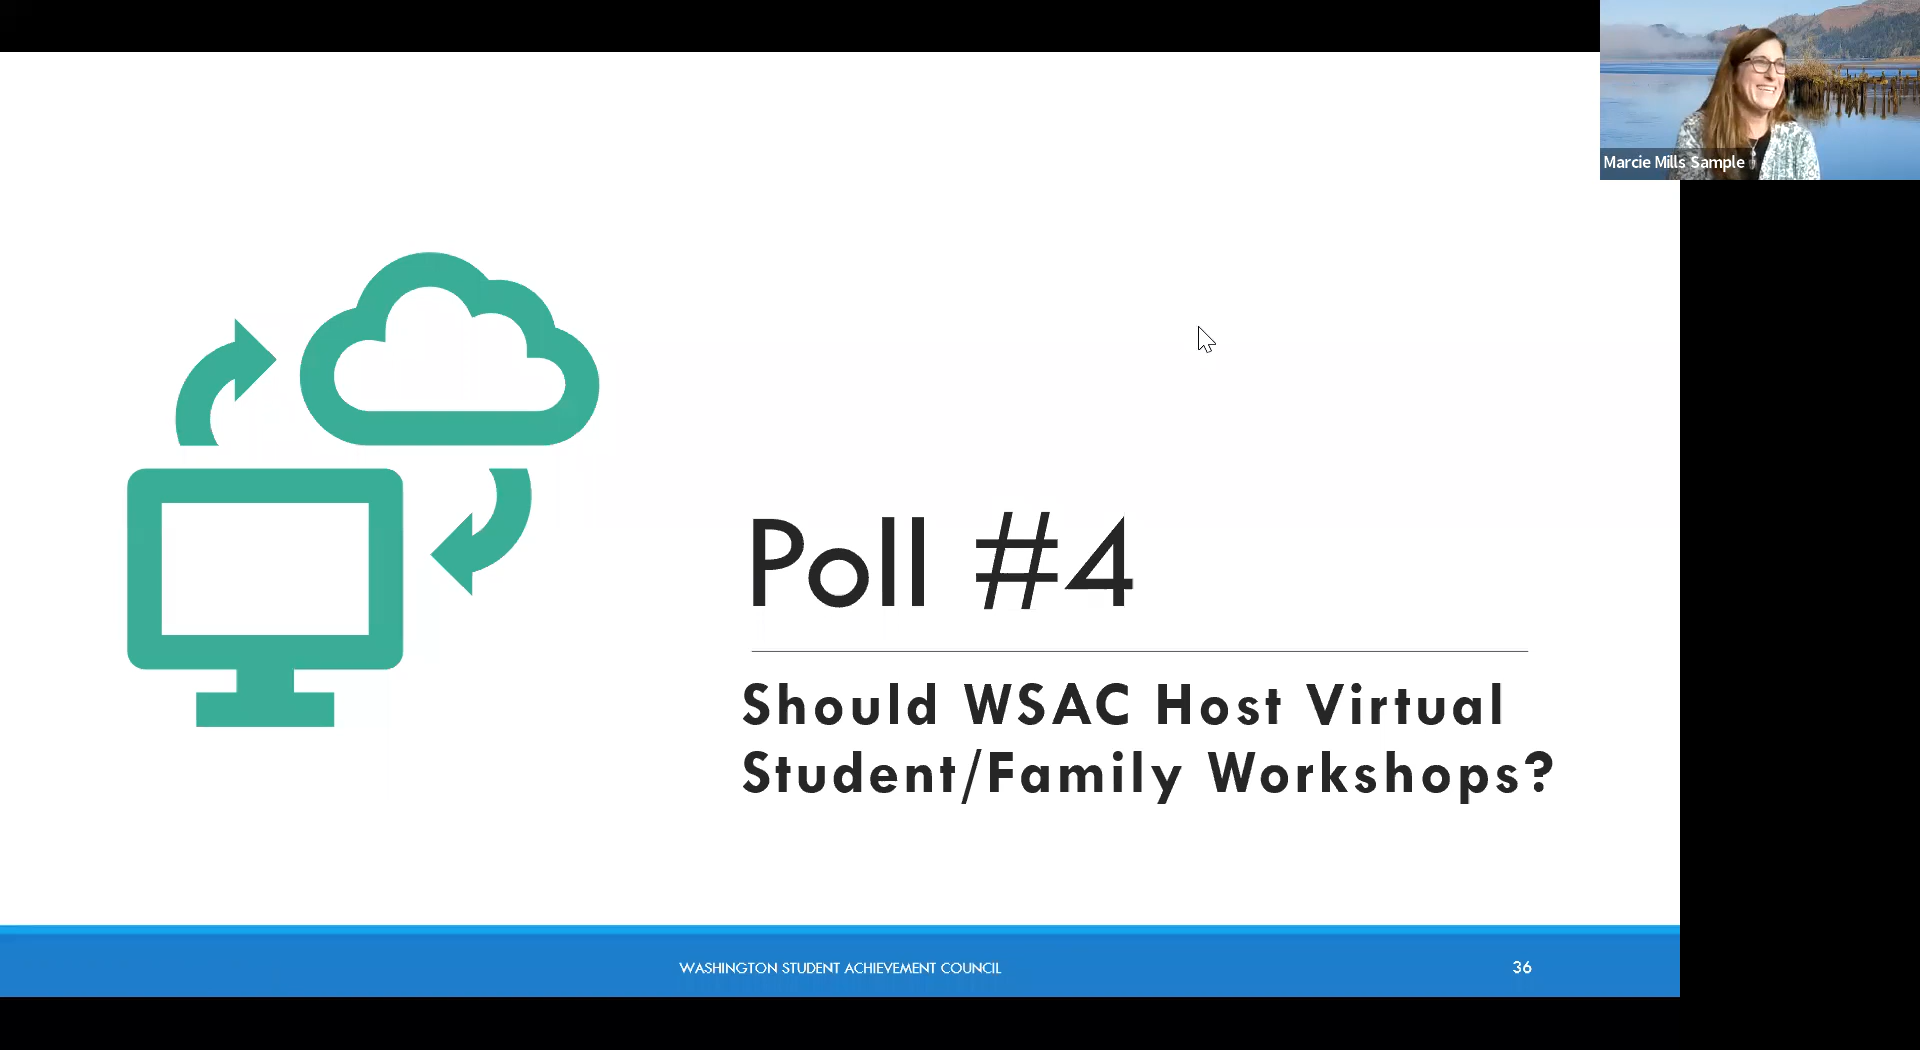 Marcie Mills Sample
Poll #4
Should WSAC Host Virtual
Student/Family Workshops?
WASHINGTON STUDENT ACHIEVEMENT COUNCIL
36